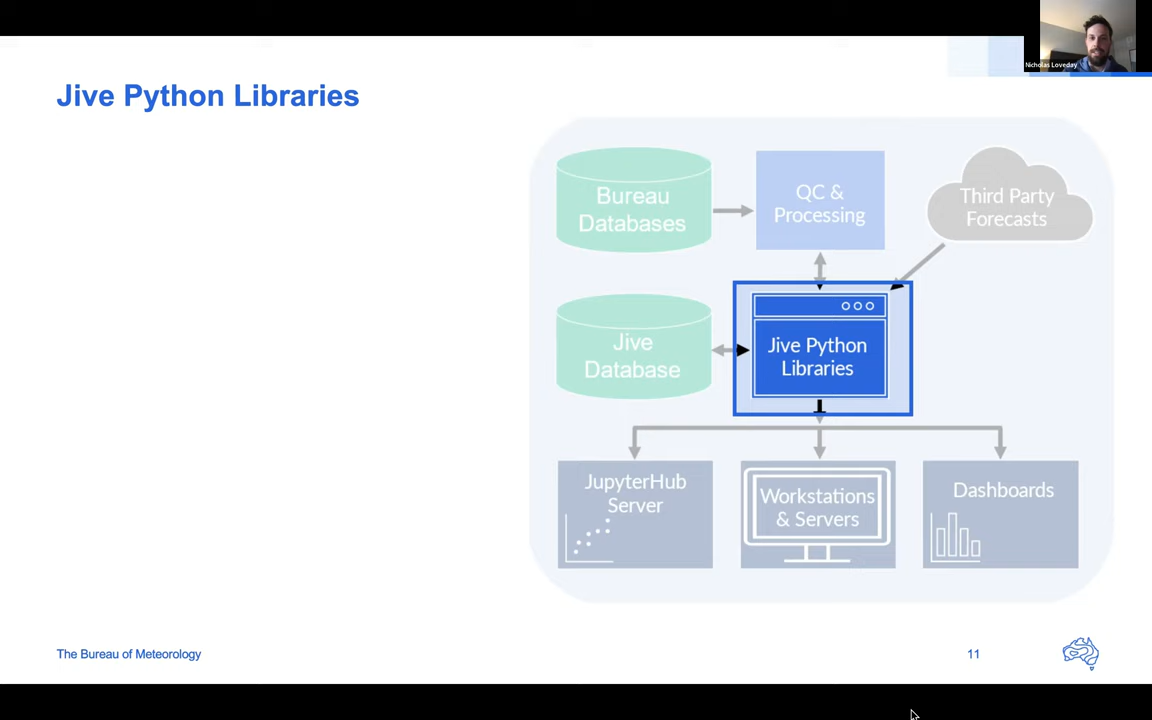 Nicholas Loveday
Jive Python Libraries
Bureau
Databases
QC &
Processing
Third Party
Forecasts
Jive
Database
Jive Python
Libraries
JupyterHub
Server
Workstations
& Servers
Dashboards
The Bureau of Meteorology
11